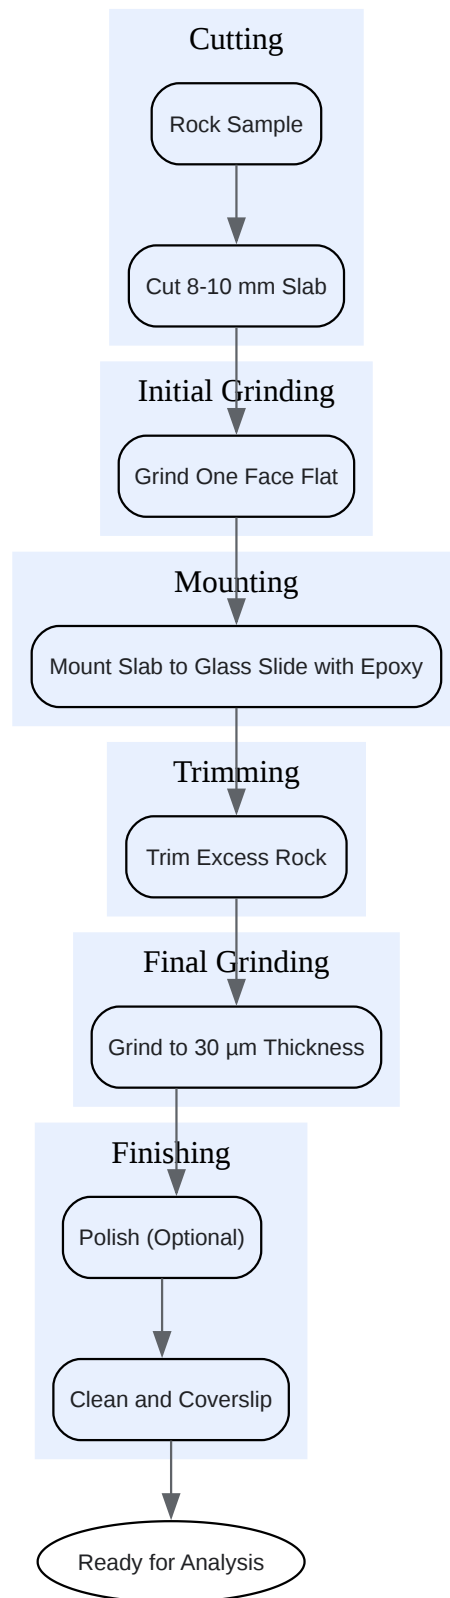 Cutting
Rock Sample
Cut 8-10 mm Slab
Initial Grinding
Grind One Face Flat
Mounting
Mount Slab to Glass Slide with Epoxy
Trimming
Trim Excess Rock
Final Grinding
Grind to 30 µm Thickness
Finishing
Polish (Optional)
Clean and Coverslip
Ready for Analysis